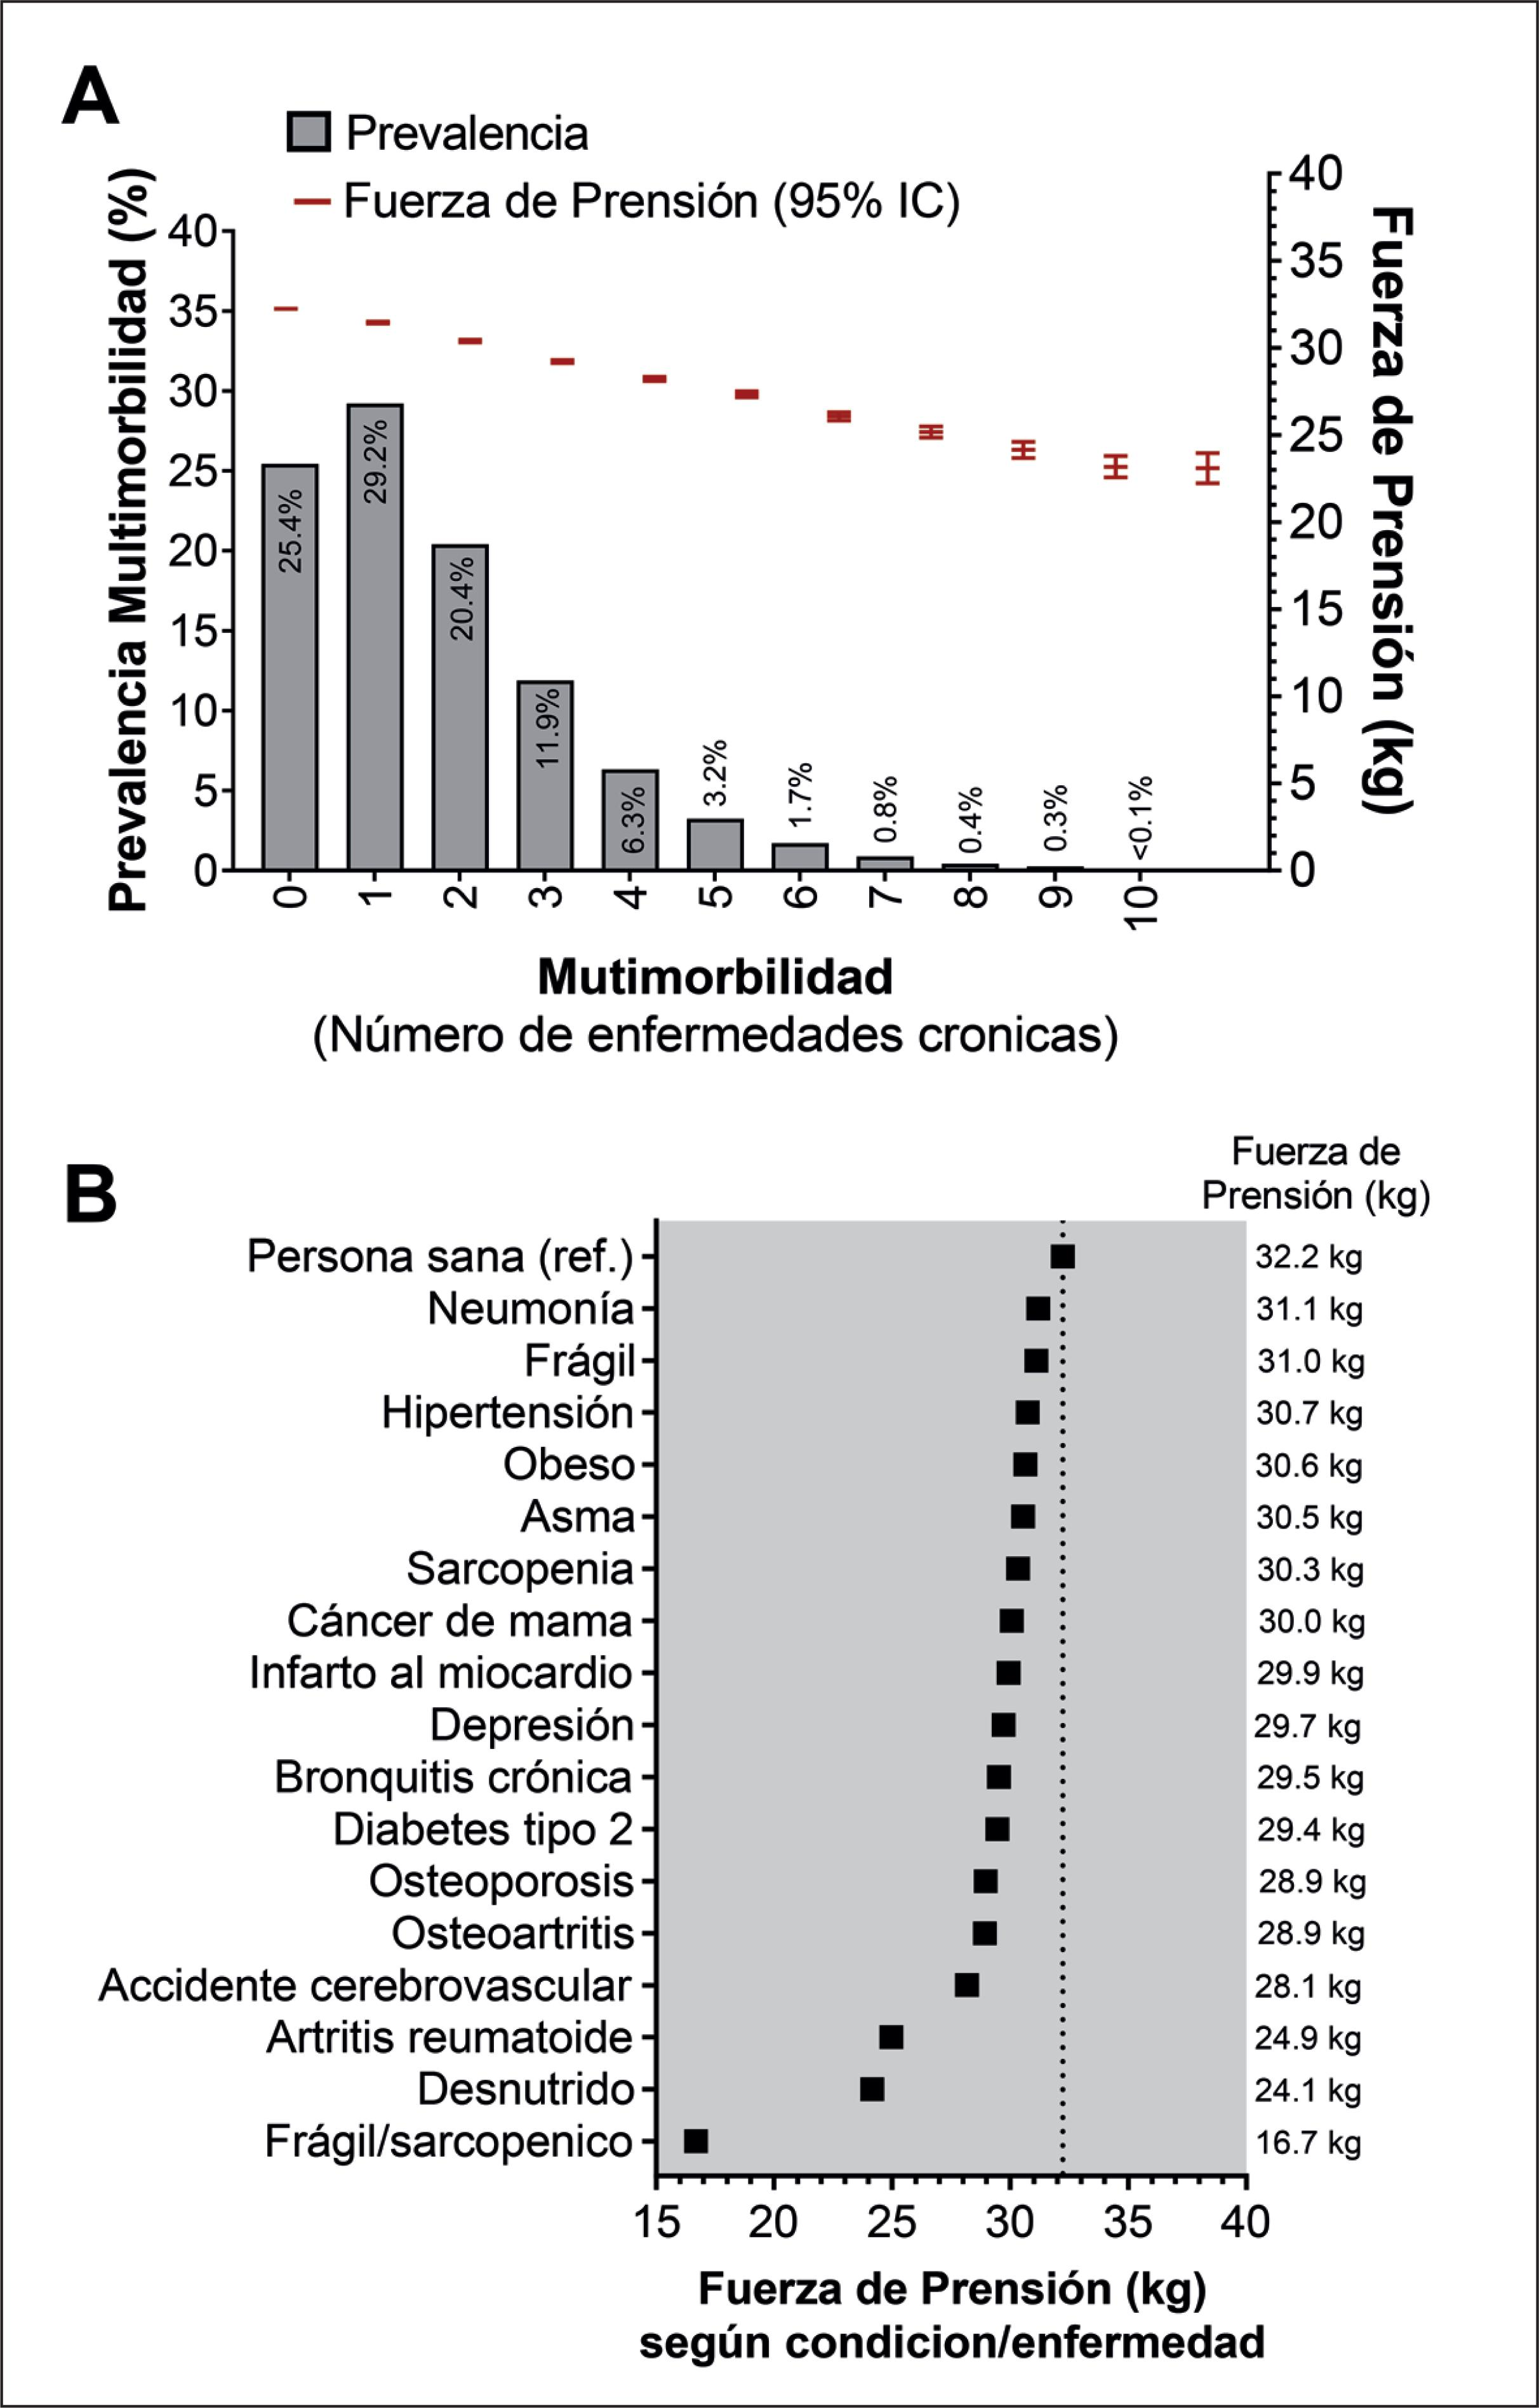 A
Prevalencia
Fuerza de Prensión (95% IC)
Prevalencia Multimorbilidad (%)
40
35
30
25
20
15
10
5
0
25.4%
29.2%
20.4%
11.9%
6.3%
3.2%
1.7%
0.8%
0.4%
0.3%
<0.1%
40
35
30
25
20
15
10
5
0
Fuerza de Prensión (kg)
0 1 2 3 4 5 6 7 8 9 10
Mutimorbilidad
(Número de enfermedades cronicas)
B
Fuerza de
Prensión (kg)
Persona sana (ref.) 32.2 kg
Neumonía 31.1 kg
Frágil 31.0 kg
Hipertensión 30.7 kg
Obeso 30.6 kg
Asma 30.5 kg
Sarcopenia 30.3 kg
Cáncer de mama 30.0 kg
Infarto al miocardio 29.9 kg
Depresión 29.7 kg
Bronquitis crónica 29.5 kg
Diabetes tipo 2 29.4 kg
Osteoporosis 28.9 kg
Osteoartritis 28.9 kg
Accidente cerebrovascular 28.1 kg
Artritis reumatoide 24.9 kg
Desnutrido 24.1 kg
Frágil/sarcopenico 16.7 kg
15 20 25 30 35 40
Fuerza de Prensión (kg)
según condicion/enfermedad